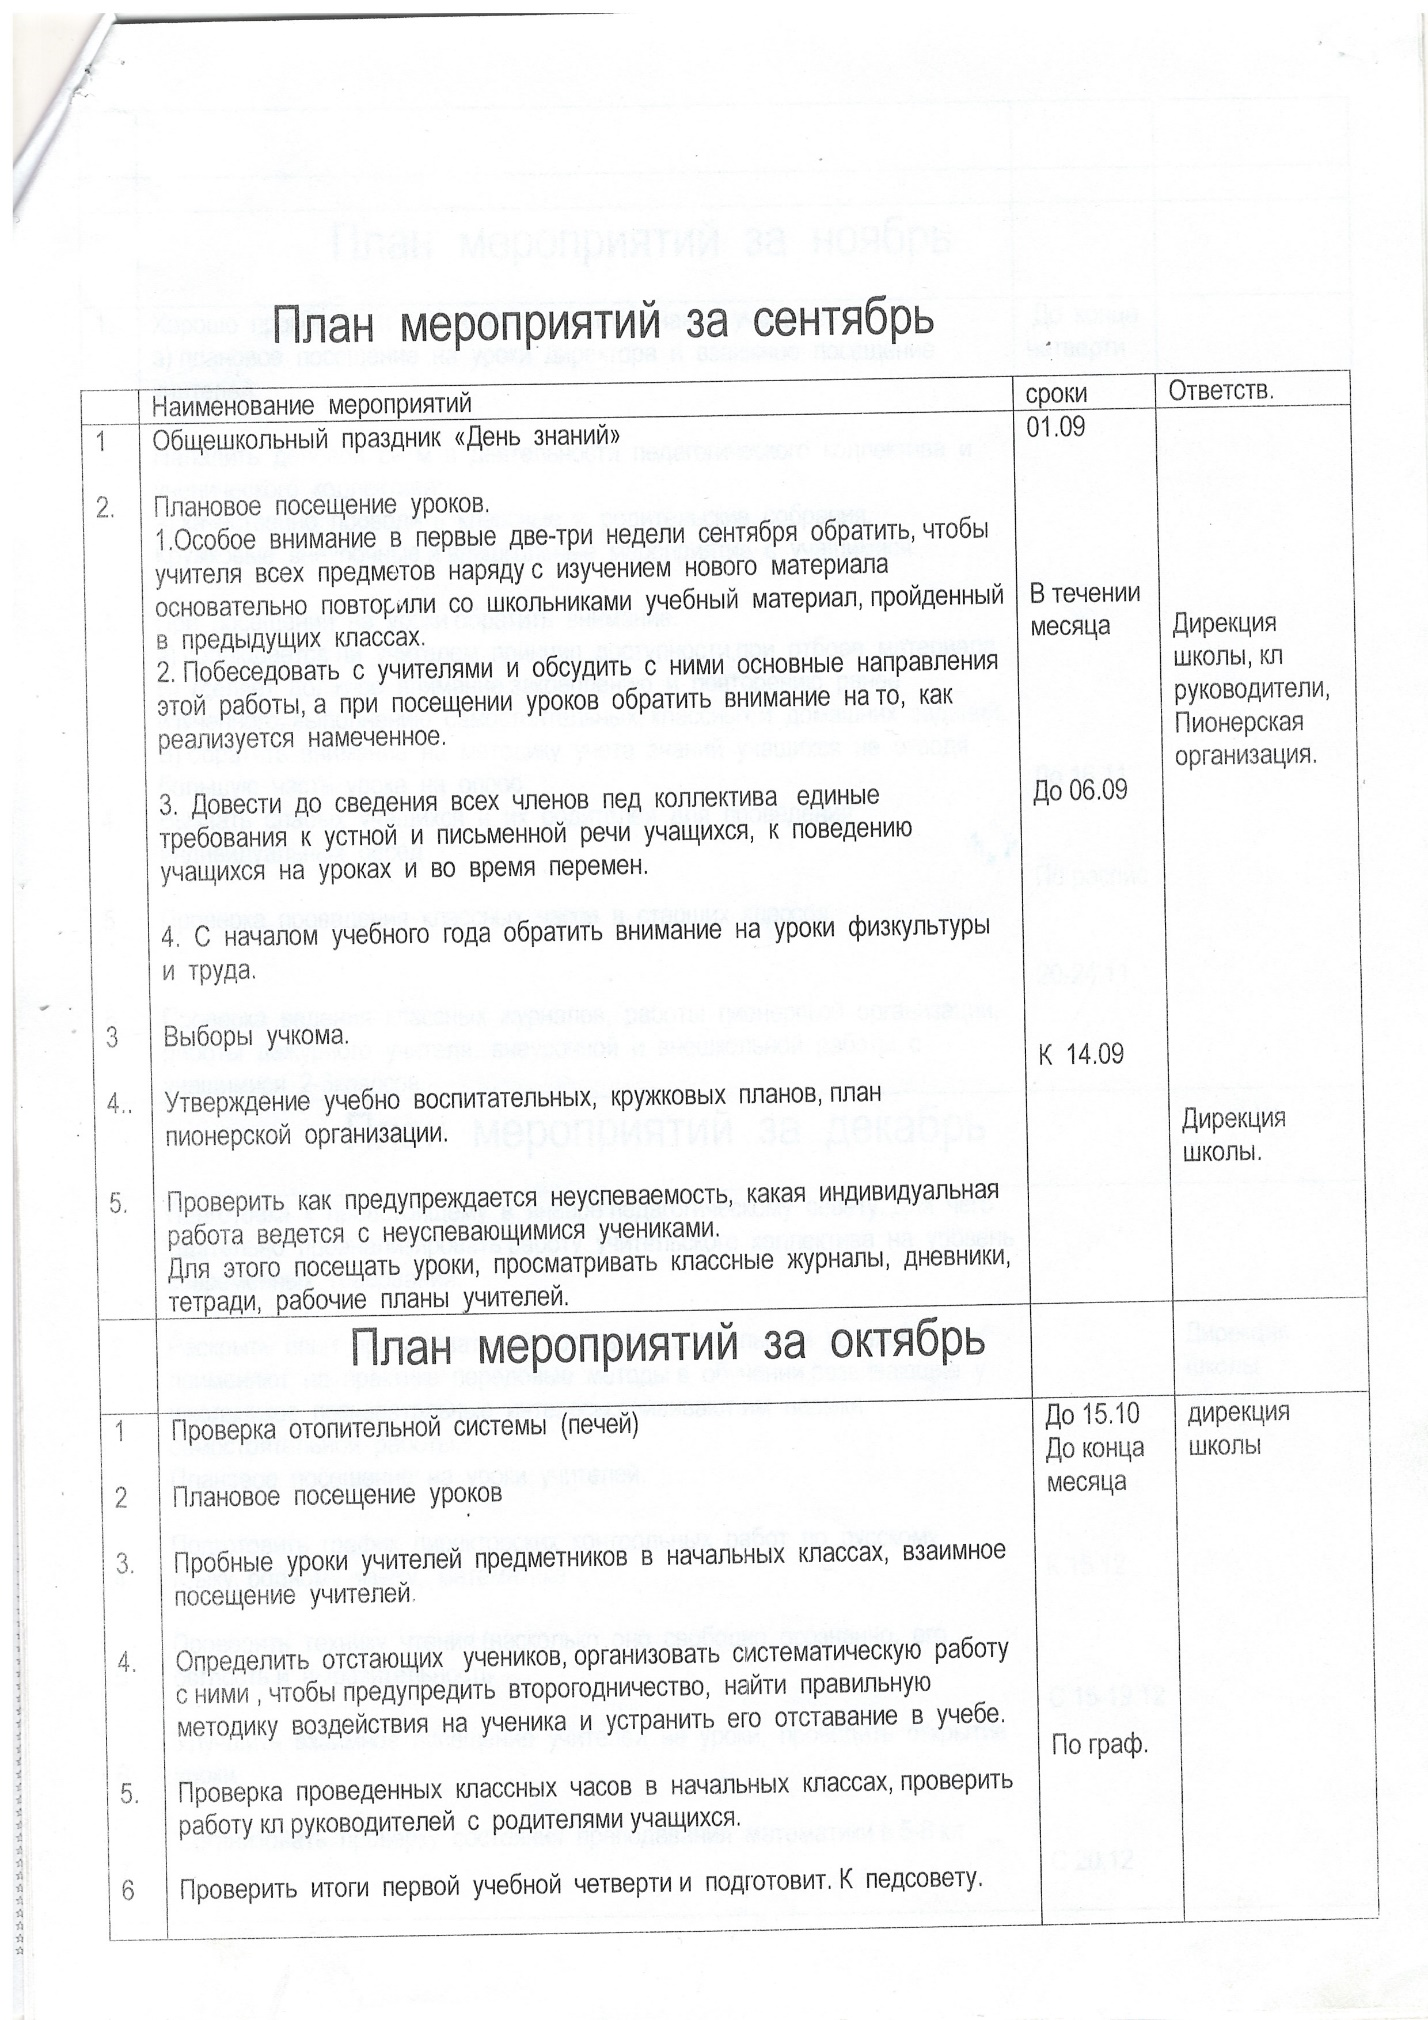 План мероприятий за сентябрь
Наименование мероприятий сроки Ответств.
1 Общешкольный праздник «День знаний» 01.09
2. Плановое посещение уроков.
1.Особое внимание в первые две-три недели сентября обратить, чтобы
учителя всех предметов наряду с изучением нового материала
основательно повторили со школьниками учебный материал, пройденный
в предыдущих классах.
В течении
месяца
2. Побеседовать с учителями и обсудить с ними основные направления
этой работы, а при посещении уроков обратить внимание на то, как
реализуется намеченное.
Дирекция
школы, кл
руководители,
Пионерская
организация.
3. Довести до сведения всех членов пед коллектива единые
требования к устной и письменной речи учащихся, к поведению
учащихся на уроках и во время перемен.
До 06.09
4. С началом учебного года обратить внимание на уроки физкультуры
и труда.
3 Выборы учкома.
К 14.09
4.. Утверждение учебно воспитательных, кружковых планов, план
пионерской организации.
Дирекция
школы.
5. Проверить как предупреждается неуспеваемость, какая индивидуальная
работа ведется с неуспевающимися учениками.
Для этого посещать уроки, просматривать классные журналы, дневники,
тетради, рабочие планы учителей.
План мероприятий за октябрь
1 Проверка отопительной системы (печей) До 15.10 дирекция
До конца школы
месяца
2 Плановое посещение уроков
3. Пробные уроки учителей предметников в начальных классах, взаимное
посещение учителей.
4. Определить отстающих учеников, организовать систематическую работу
с ними , чтобы предупредить второгодничество, найти правильную
методику воздействия на ученика и устранить его отставание в учебе.
По граф.
5. Проверка проведенных классных часов в начальных классах, проверить
работу кл руководителей с родителями учащихся.
6 Проверить итоги первой учебной четверти и подготовит. К педсовету.